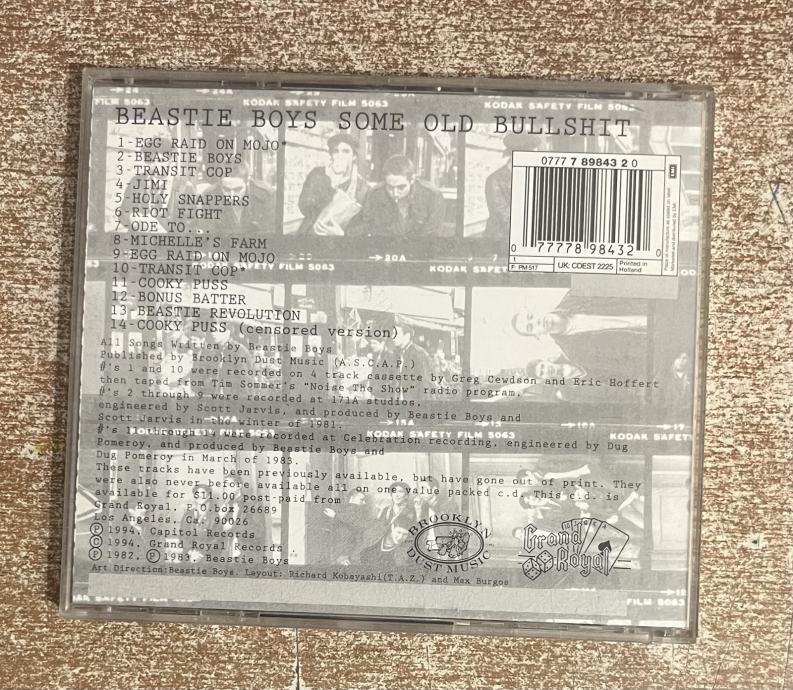 KODAK SAFETY FILM 5063
BEASTIE BOYS SOME OLD BULLSHIT
1-EGG RAID ON MOJO*
2-BEASTIE BOYS
3-TRANSIT COP
4-JIMI
5-HOLY SNAPPERS
6-RIOT FIGHT
7-ODE TO...
8-MICHELLE'S FARM
9-EGG RAID ON MOJO
10-TRANSIT COP*
11-COOKY PUSS
12-BONUS BATTER
13-BEASTIE REVOLUTION
14-COOKY PUSS (censored version)
0777 7 89843 2 0
0 77778 98432 0
EMI
F: PM 517
UK: CDEST 2225
Printed in
Holland
All Songs Written by Beastie Boys
Published by Brooklyn Dust Music (A.S.C.A.P.)
#'s 1 and 10 were recorded on 4 track cassette by Greg Cewdson and Eric Hoffert
then taped from Tim Sommer's "Noise The Show" radio program.
#'s 2 through 9 were recorded at 171A studios,
engineered by Scott Jarvis, and produced by Beastie Boys and
Scott Jarvis in the winter of 1981.
#'s through were recorded at Celebration recording, engineered by Dug
Pomeroy, and produced by Beastie Boys and
Dug Pomeroy in March of 1983.
These tracks have been previously available, but have gone out of print. They
were also never before available all on one value packed c.d. This c.d. is
available for $11.00 post-paid from
Grand Royal. P.O.box 26689
Los Angeles, Ca. 90026
℗ 1994, Capitol Records
© 1994, Grand Royal Records
℗ 1982, ℗ 1983. Beastie Boys
Art Direction:Beastie Boys. Layout: Richard Kobayashi(T.A.Z.) and Max Burgos
BROOKLYN
DUST MUSIC
Grand
Royal